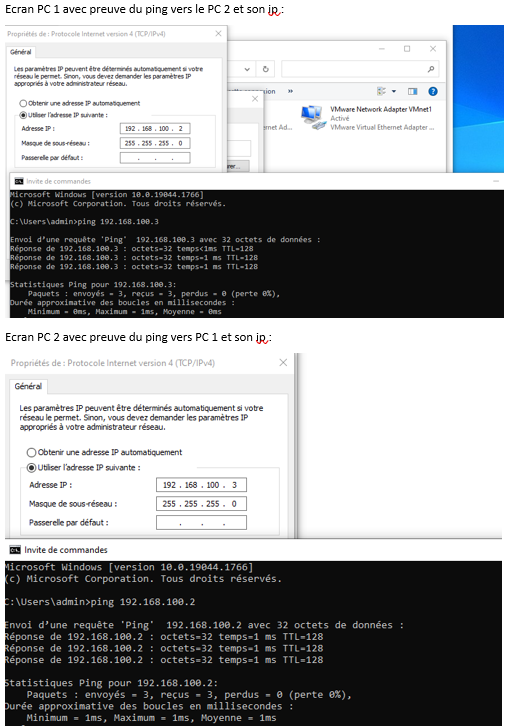 Ecran PC 1 avec preuve du ping vers le PC 2 et son ip :
Propriétés de : Protocole Internet version 4 (TCP/IPv4)
Général
Les paramètres IP peuvent être déterminés automatiquement si votre
réseau le permet. Sinon, vous devez demander les paramètres IP
appropriés à votre administrateur réseau.
Obtenir une adresse IP automatiquement
Utiliser l'adresse IP suivante :
Adresse IP : 192 . 168 . 100 . 2
Masque de sous-réseau : 255 . 255 . 255 . 0
Passerelle par défaut : . . .
VMware Network Adapter VMnet1
Activé
VMware Virtual Ethernet Adapter ...
Invite de commandes
Microsoft Windows [version 10.0.19044.1766]
(c) Microsoft Corporation. Tous droits réservés.
C:\Users\admin>ping 192.168.100.3
Envoi d'une requête 'Ping'  192.168.100.3 avec 32 octets de données :
Réponse de 192.168.100.3 : octets=32 temps<1ms TTL=128
Réponse de 192.168.100.3 : octets=32 temps=1 ms TTL=128
Réponse de 192.168.100.3 : octets=32 temps=1 ms TTL=128
Statistiques Ping pour 192.168.100.3:
Paquets : envoyés = 3, reçus = 3, perdus = 0 (perte 0%),
Durée approximative des boucles en millisecondes :
Minimum = 0ms, Maximum = 1ms, Moyenne = 0ms
Ecran PC 2 avec preuve du ping vers PC 1 et son ip :
Propriétés de : Protocole Internet version 4 (TCP/IPv4)
Général
Les paramètres IP peuvent être déterminés automatiquement si votre
réseau le permet. Sinon, vous devez demander les paramètres IP
appropriés à votre administrateur réseau.
Obtenir une adresse IP automatiquement
Utiliser l'adresse IP suivante :
Adresse IP : 192 . 168 . 100 . 3
Masque de sous-réseau : 255 . 255 . 255 . 0
Passerelle par défaut : . . .
Invite de commandes
Microsoft Windows [version 10.0.19044.1766]
(c) Microsoft Corporation. Tous droits réservés.
C:\Users\admin>ping 192.168.100.2
Envoi d'une requête 'Ping'  192.168.100.2 avec 32 octets de données :
Réponse de 192.168.100.2 : octets=32 temps=1 ms TTL=128
Réponse de 192.168.100.2 : octets=32 temps=1 ms TTL=128
Réponse de 192.168.100.2 : octets=32 temps=1 ms TTL=128
Statistiques Ping pour 192.168.100.2:
Paquets : envoyés = 3, reçus = 3, perdus = 0 (perte 0%),
Durée approximative des boucles en millisecondes :
Minimum = 1ms, Maximum = 1ms, Moyenne = 1ms